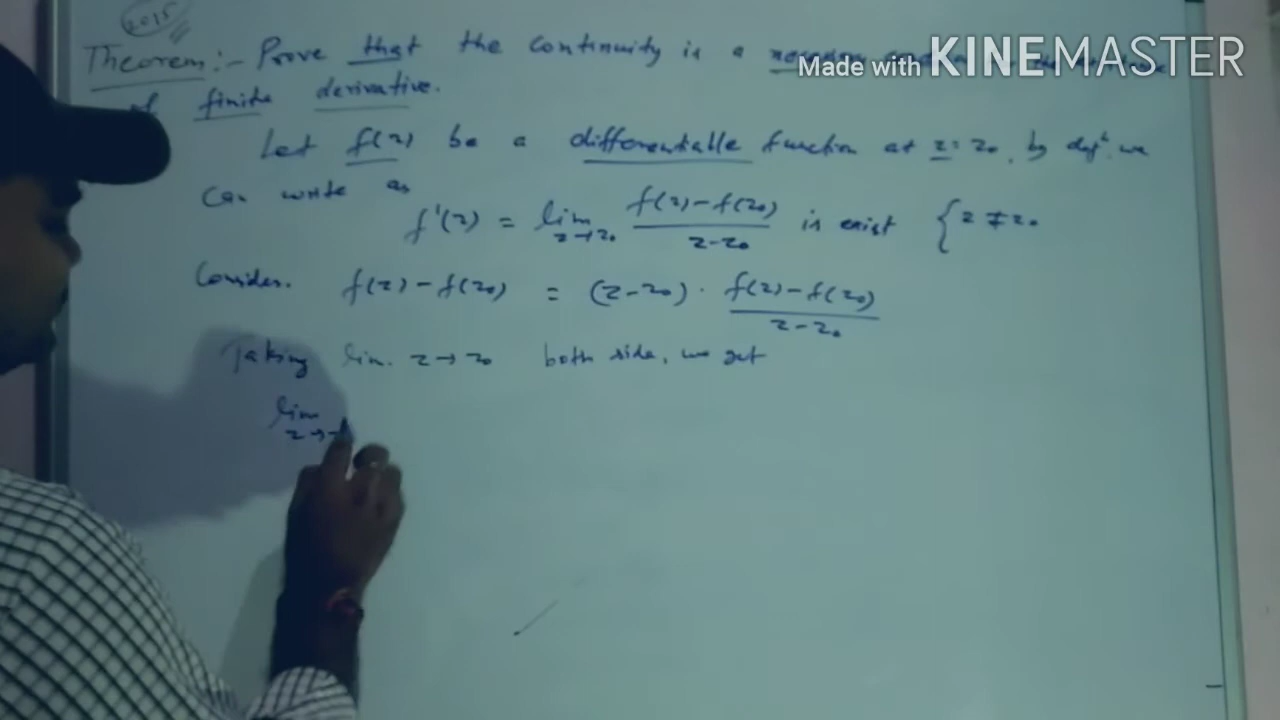 2015
Theorem:- Prove that the continuity is a
Made with KINEMASTER
of finite derivative.
Let f(z) be a differentiable function at z = z₀, by defⁿ we
can write as
f'(z) = lim z→z₀ f(z)-f(z₀) / z-z₀ is exist { z ≠ z₀
Consider. f(z) - f(z₀) = (z-z₀) · f(z)-f(z₀) / z-z₀
Taking lim. z→z₀ both side, we get
lim z→